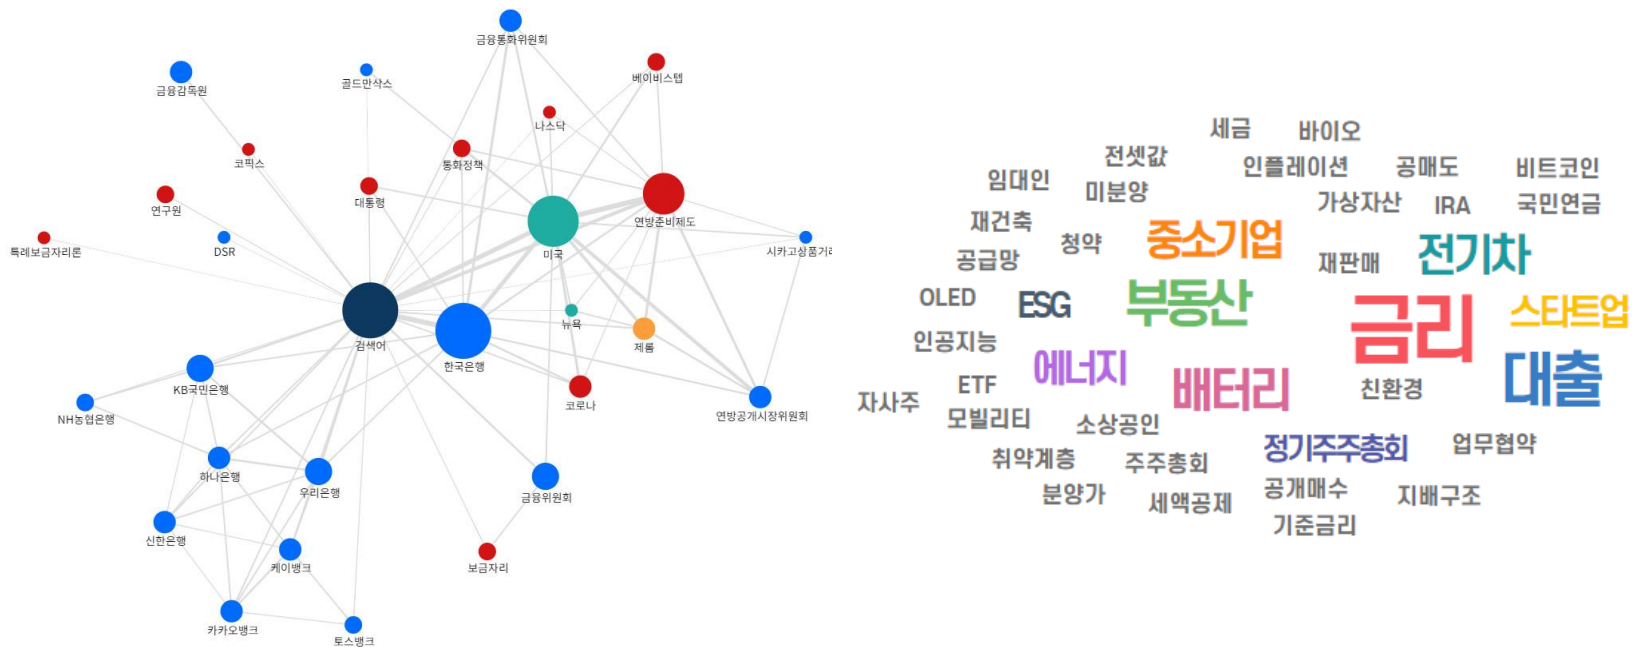 금융통화위원회
베이비스텝
금융감독원
골드만삭스
나스닥
코픽스
통화정책
연구원
대통령
연방준비제도
특례보금자리론
DSR
미국
시카고상품거래
뉴욕
검색어
제롬
한국은행
KB국민은행
코로나
NH농협은행
연방공개시장위원회
하나은행
우리은행
금융위원회
신한은행
케이뱅크
보금자리
카카오뱅크
토스뱅크
세금
바이오
전셋값
인플레이션
공매도
비트코인
임대인
미분양
가상자산
IRA
국민연금
재건축
청약
중소기업
전기차
공급망
재판매
OLED
ESG
부동산
금리
스타트업
인공지능
에너지
배터리
대출
ETF
친환경
자사주
모빌리티
소상공인
정기주주총회
업무협약
취약계층
주주총회
분양가
세액공제
공개매수
지배구조
기준금리